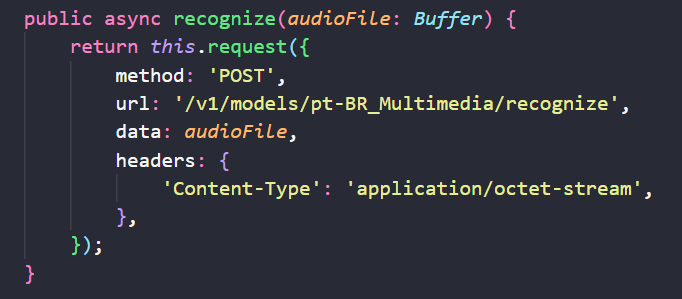 public async recognize(audioFile: Buffer) {
return this.request({
method: 'POST',
url: '/v1/models/pt-BR_Multimedia/recognize',
data: audioFile,
headers: {
'Content-Type': 'application/octet-stream',
},
});
}